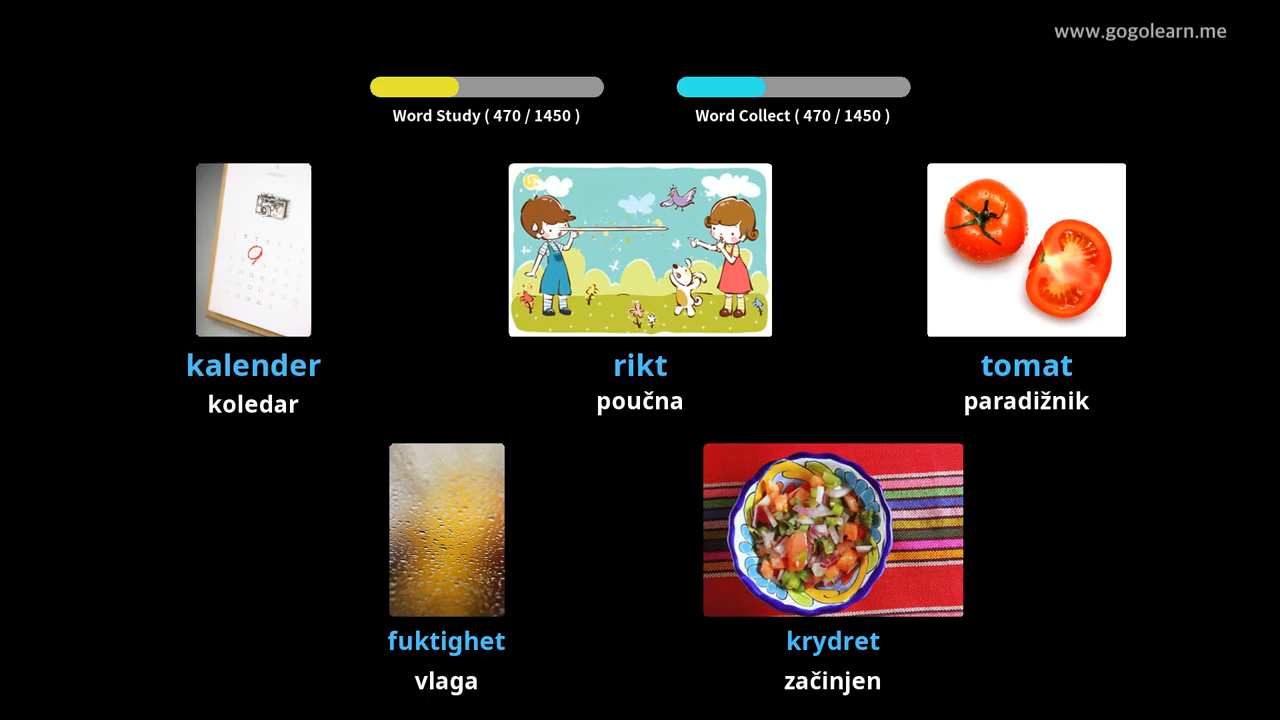 www.gogolearn.me
Word Study ( 470 / 1450 )
Word Collect ( 470 / 1450 )
kalender
koledar
rikt
poučna
tomat
paradižnik
fuktighet
vlaga
krydret
začinjen